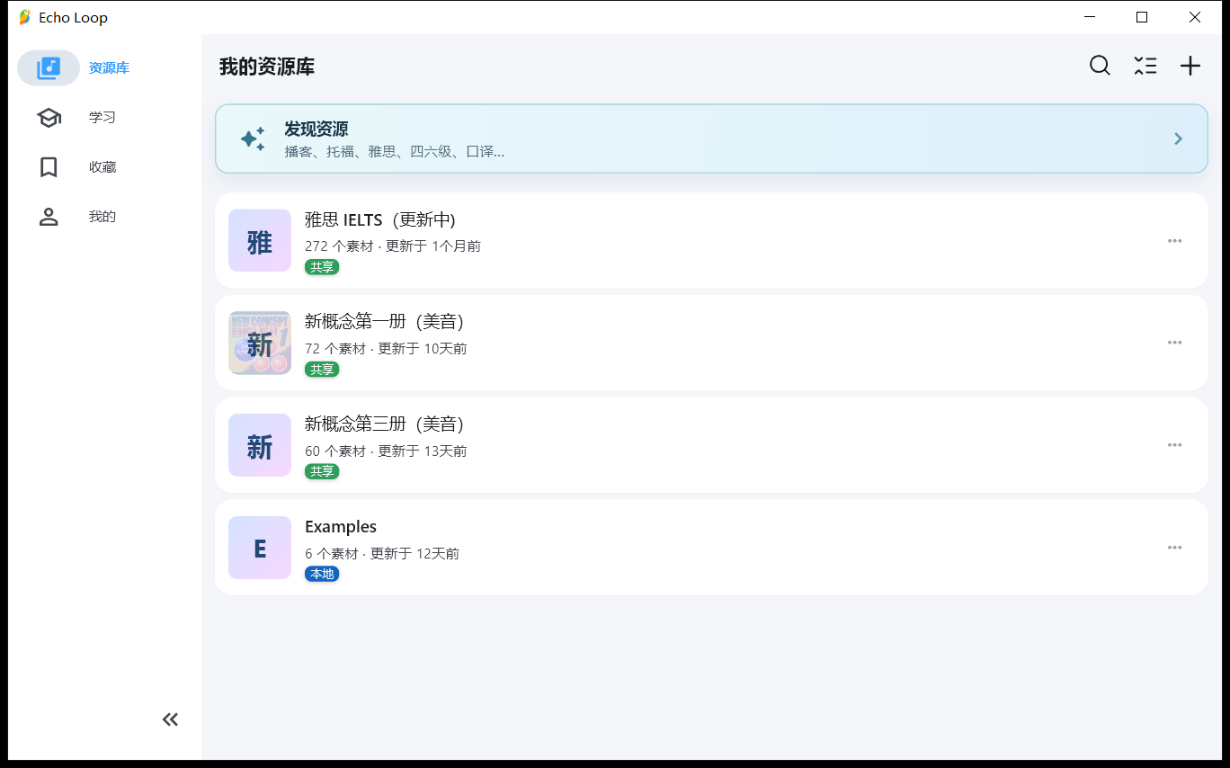 Echo Loop
资源库
学习
收藏
我的
我的资源库
发现资源
播客、托福、雅思、四六级、口译...
雅
雅思 IELTS（更新中)
272 个素材 · 更新于 1个月前
共享
新
新概念第一册（美音)
72 个素材 · 更新于 10天前
共享
新
新概念第三册（美音)
60 个素材 · 更新于 13天前
共享
E
Examples
6 个素材 · 更新于 12天前
本地